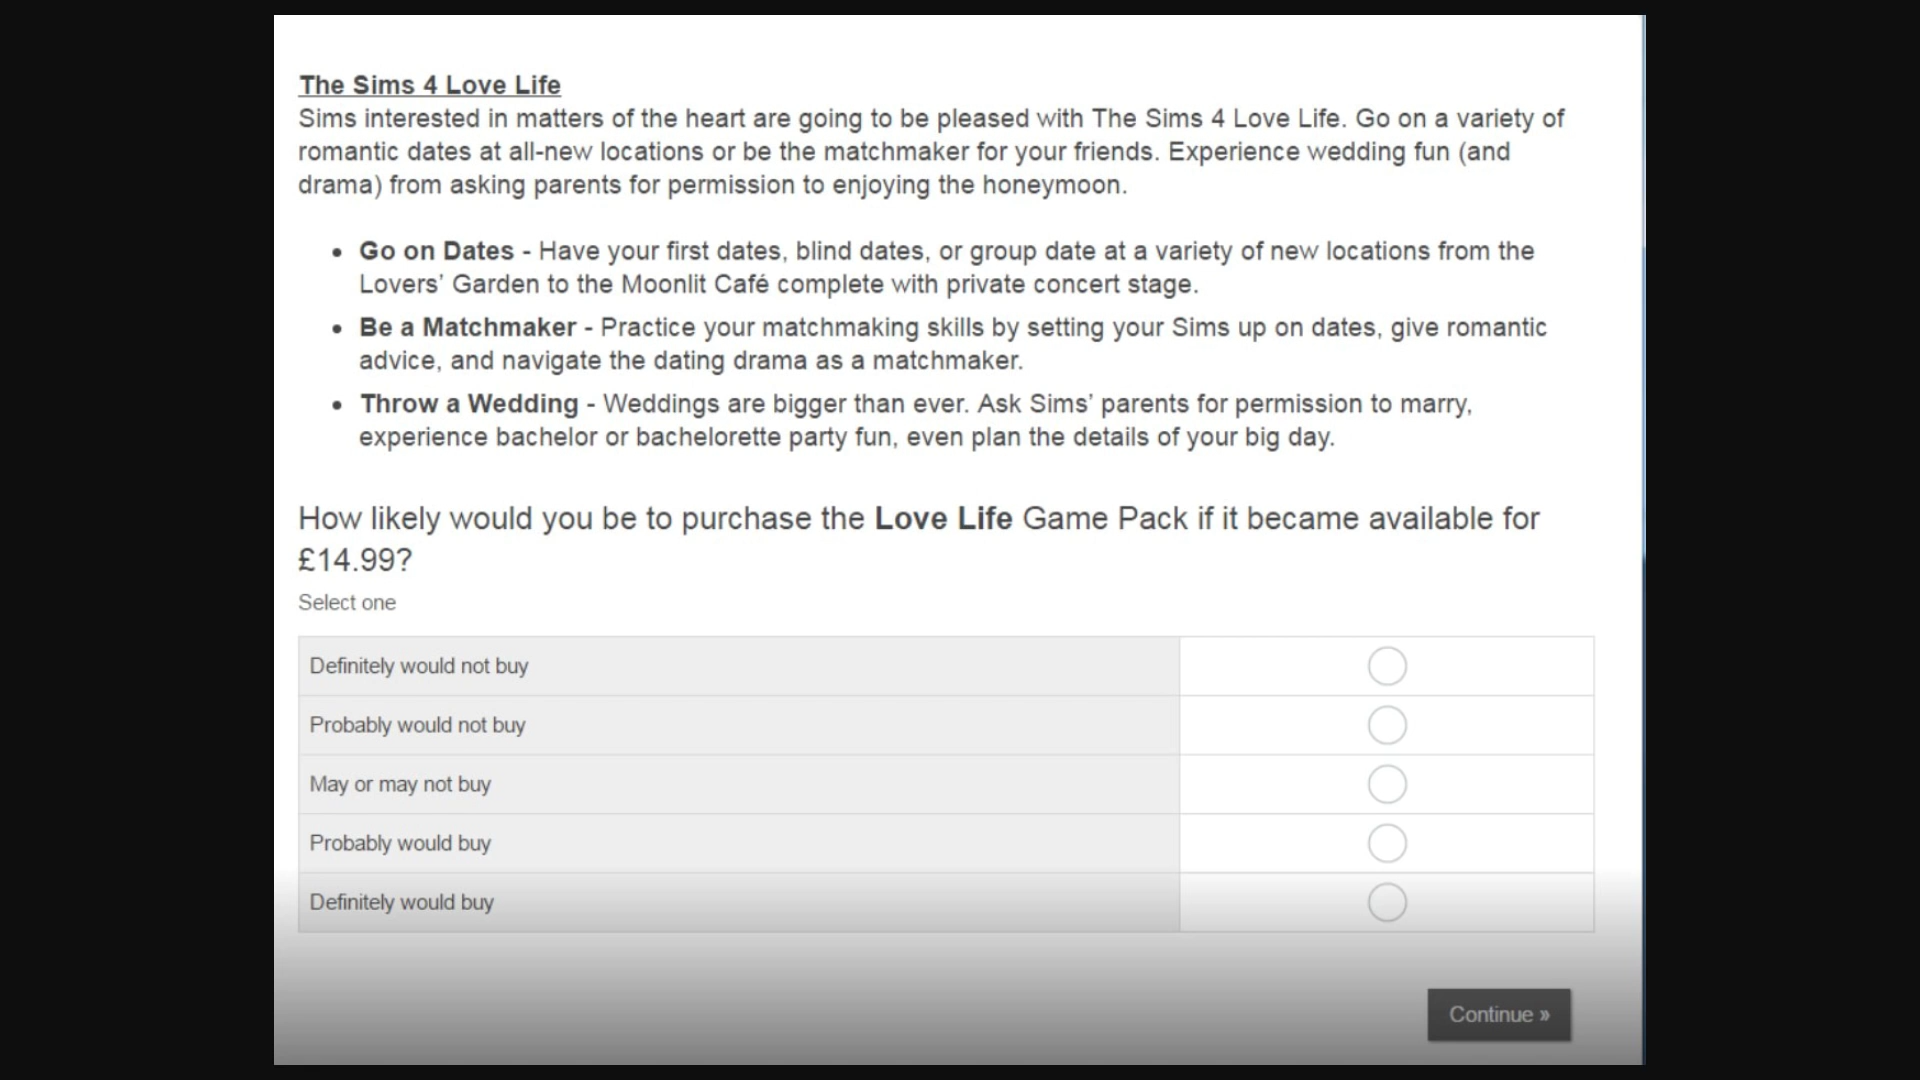 The Sims 4 Love Life
Sims interested in matters of the heart are going to be pleased with The Sims 4 Love Life. Go on a variety of
romantic dates at all-new locations or be the matchmaker for your friends. Experience wedding fun (and
drama) from asking parents for permission to enjoying the honeymoon.
• Go on Dates - Have your first dates, blind dates, or group date at a variety of new locations from the
Lovers’ Garden to the Moonlit Café complete with private concert stage.
• Be a Matchmaker - Practice your matchmaking skills by setting your Sims up on dates, give romantic
advice, and navigate the dating drama as a matchmaker.
• Throw a Wedding - Weddings are bigger than ever. Ask Sims’ parents for permission to marry,
experience bachelor or bachelorette party fun, even plan the details of your big day.
How likely would you be to purchase the Love Life Game Pack if it became available for
£14.99?
Select one
Definitely would not buy
Probably would not buy
May or may not buy
Probably would buy
Definitely would buy
Continue »